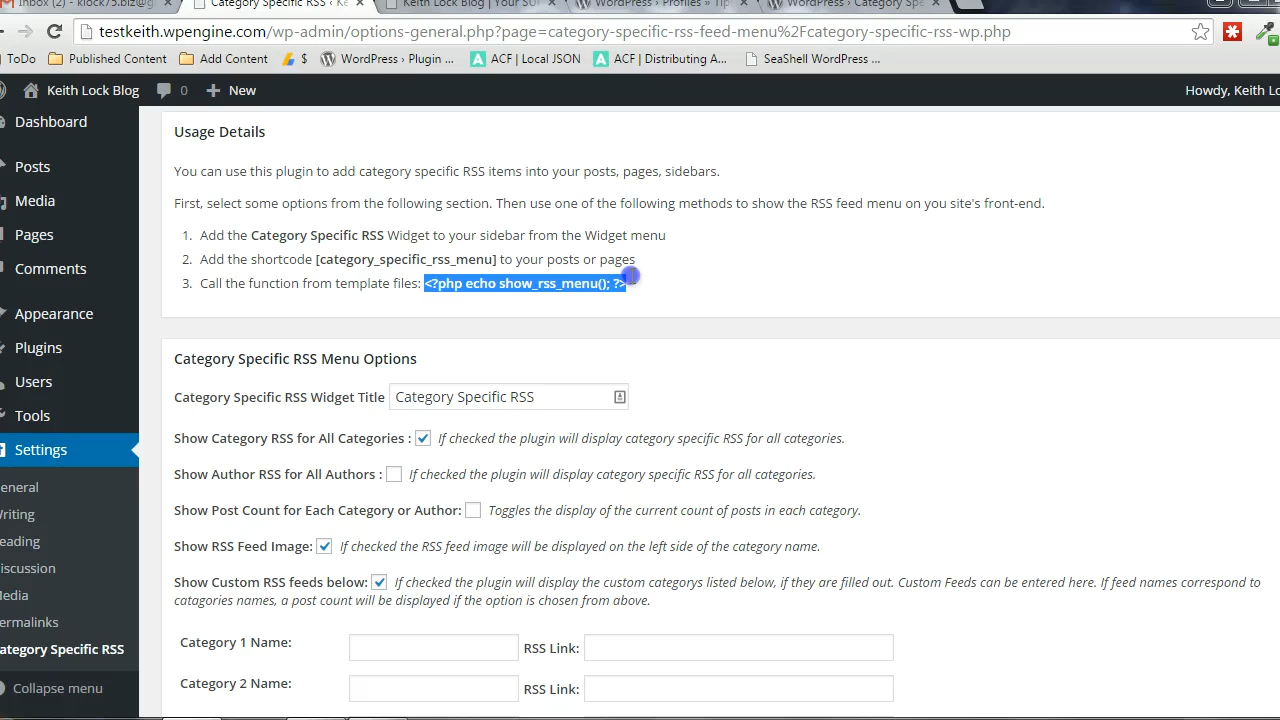 Inbox (2) - klock75.biz@g
Category Specific RSS ‹ Ke
Keith Lock Blog | Your SU
WordPress › Profiles » Tip
WordPress › Category Spe
testkeith.wpengine.com/wp-admin/options-general.php?page=category-specific-rss-feed-menu%2Fcategory-specific-rss-wp.php
ToDo Published Content Add Content $ WordPress › Plugin ... ACF | Local JSON ACF | Distributing A... SeaShell WordPress ...
Keith Lock Blog 0 + New Howdy, Keith Lo
Dashboard
Posts
Media
Pages
Comments
Appearance
Plugins
Users
Tools
Settings
eneral
riting
eading
iscussion
edia
ermalinks
ategory Specific RSS
Collapse menu
Usage Details
You can use this plugin to add category specific RSS items into your posts, pages, sidebars.
First, select some options from the following section. Then use one of the following methods to show the RSS feed menu on you site's front-end.
1. Add the Category Specific RSS Widget to your sidebar from the Widget menu
2. Add the shortcode [category_specific_rss_menu] to your posts or pages
3. Call the function from template files: <?php echo show_rss_menu(); ?>
Category Specific RSS Menu Options
Category Specific RSS Widget Title Category Specific RSS
Show Category RSS for All Categories : If checked the plugin will display category specific RSS for all categories.
Show Author RSS for All Authors : If checked the plugin will display category specific RSS for all categories.
Show Post Count for Each Category or Author: Toggles the display of the current count of posts in each category.
Show RSS Feed Image: If checked the RSS feed image will be displayed on the left side of the category name.
Show Custom RSS feeds below: If checked the plugin will display the custom categorys listed below, if they are filled out. Custom Feeds can be entered here. If feed names correspond to
catagories names, a post count will be displayed if the option is chosen from above.
Category 1 Name: RSS Link:
Category 2 Name: RSS Link: